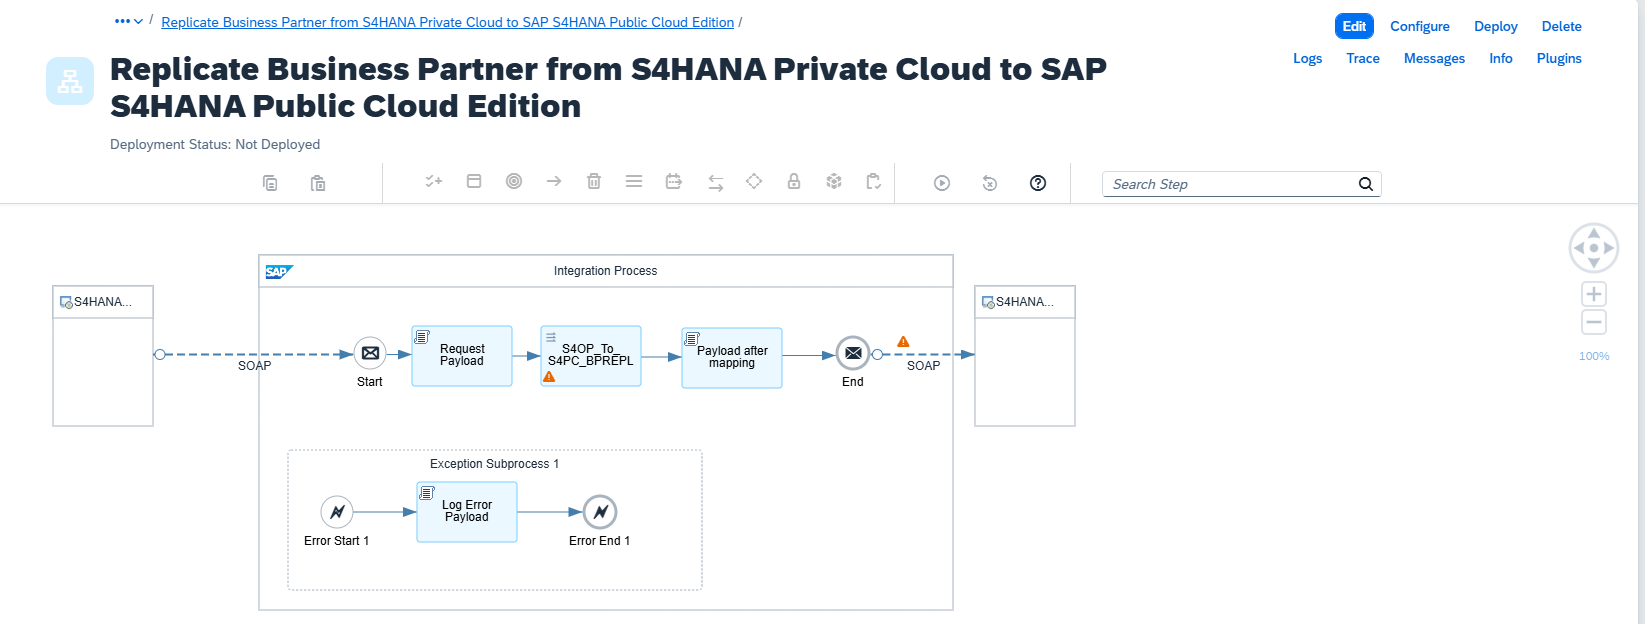 ••• / Replicate Business Partner from S4HANA Private Cloud to SAP S4HANA Public Cloud Edition /
Edit Configure Deploy Delete
Logs Trace Messages Info Plugins
Replicate Business Partner from S4HANA Private Cloud to SAP
S4HANA Public Cloud Edition
Deployment Status: Not Deployed
Search Step
SAP
Integration Process
S4HANA...
S4HANA...
SOAP
Start
Request
Payload
S4OP_To_
S4PC_BPREPL
Payload after
mapping
End
SOAP
100%
Exception Subprocess 1
Error Start 1
Log Error
Payload
Error End 1